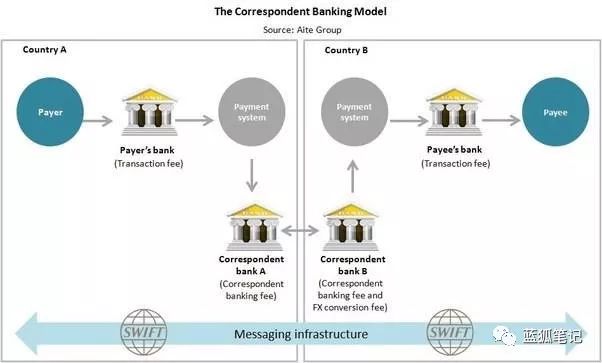 The Correspondent Banking Model
Source: Aite Group
Country A
Country B
Payer
Payer's bank
(Transaction fee)
Payment
system
Payment
system
Payee's bank
(Transaction fee)
Payee
Correspondent
bank A
(Correspondent
banking fee)
Correspondent
bank B
(Correspondent
banking fee and
FX conversion fee)
SWIFT
Messaging infrastructure
SWIFT
蓝狐笔记